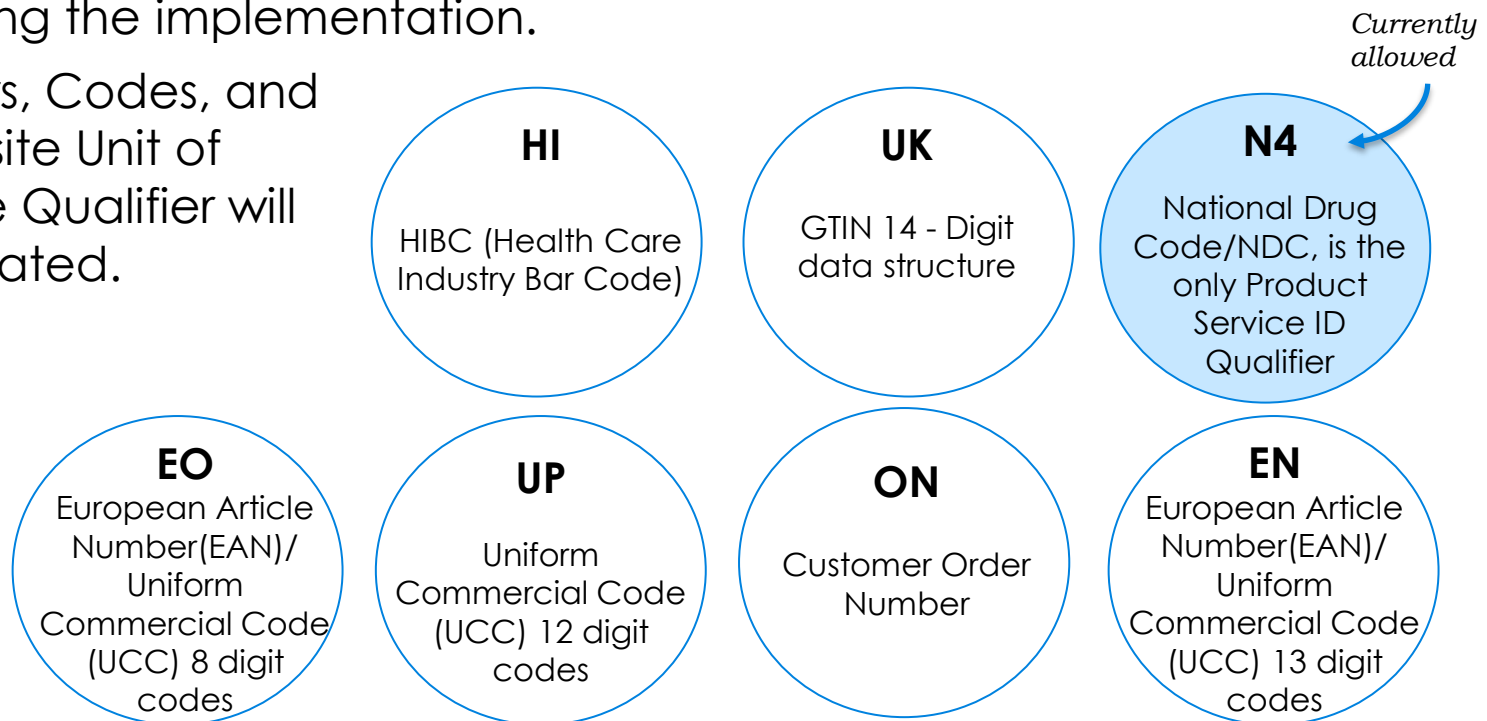 ng the implementation.
Currently
allowed
s, Codes, and
site Unit of
e Qualifier will
ated.
HI
HIBC (Health Care
Industry Bar Code)
UK
GTIN 14 - Digit
data structure
N4
National Drug
Code/NDC, is the
only Product
Service ID
Qualifier
EO
European Article
Number(EAN)/
Uniform
Commercial Code
(UCC) 8 digit
codes
UP
Uniform
Commercial Code
(UCC) 12 digit
codes
ON
Customer Order
Number
EN
European Article
Number(EAN)/
Uniform
Commercial Code
(UCC) 13 digit
codes